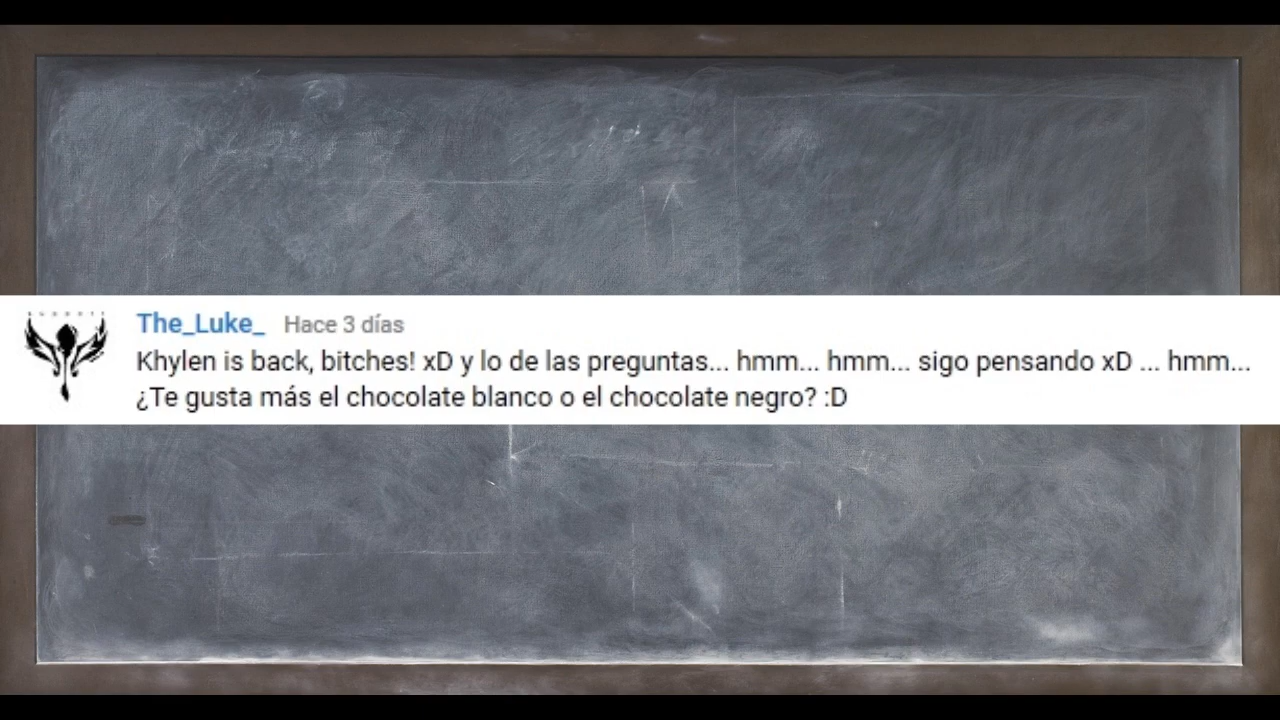 The_Luke_ Hace 3 días
Khylen is back, bitches! xD y lo de las preguntas... hmm... hmm... sigo pensando xD ... hmm...
¿Te gusta más el chocolate blanco o el chocolate negro? :D